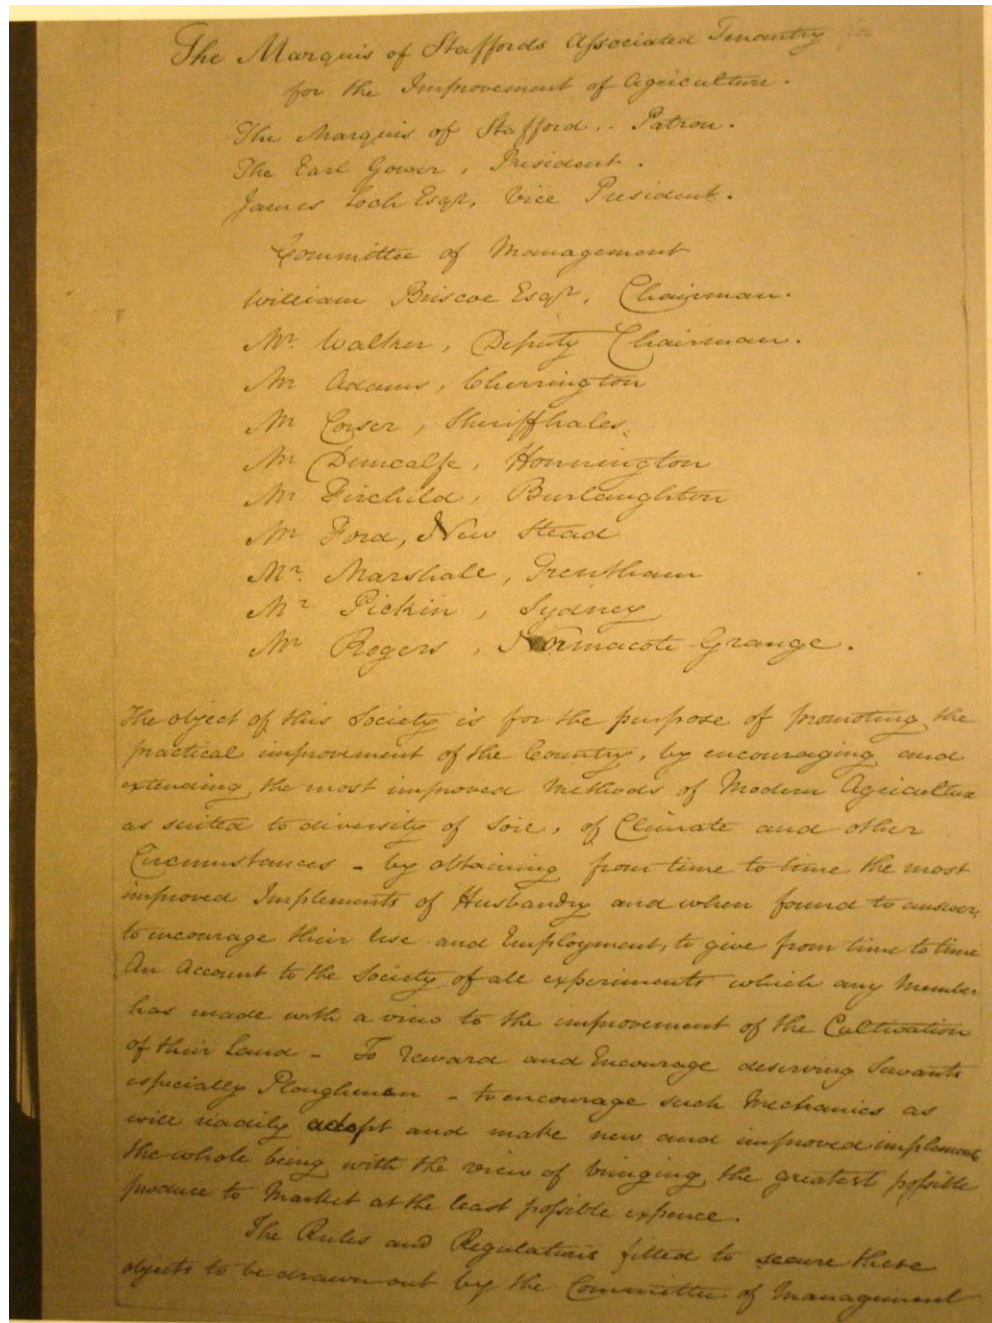 The Marquis of Staffords Associated Tenantry
for the Improvement of Agriculture.
The Marquis of Stafford, . Patron.
The Earl Gower, President.
James Loch Esqr, Vice President.
Committee of Management
William Briscoe Esqr, Chairman.
Mr. Walker, Deputy Chairman.
Mr Adams, Cherrington
Mr Corser, Sheriffhales,
Mr Duncalfe, Honnington
Mr Firchild, Burlaughton
Mr Ford, New Stead
Mr. Marshall, Trentham
Mr Pickin, Sydney
Mr Rogers, Normacote Grange.
The object of this Society is for the purpose of promoting the
practical improvement of the Country, by encouraging and
extending the most improved Methods of Modern Agriculture
as suited to diversity of Soil, of Climate and other
Circumstances - by obtaining from time to time the most
improved Implements of Husbandry and when found to answer,
to encourage their Use and Employment, to give from time to time
An Account to the Society of all experiments which any Member
has made with a view to the improvement of the Cultivation
of their Land - To Reward and Encourage deserving Servants
especially Ploughmen - to encourage such Mechanics as
will readily adopt and make new and improved implements
the whole being with the view of bringing the greatest possible
produce to Market at the least possible expence.
The Rules and Regulations fitted to secure these
objects to be drawn out by the Committee of Management